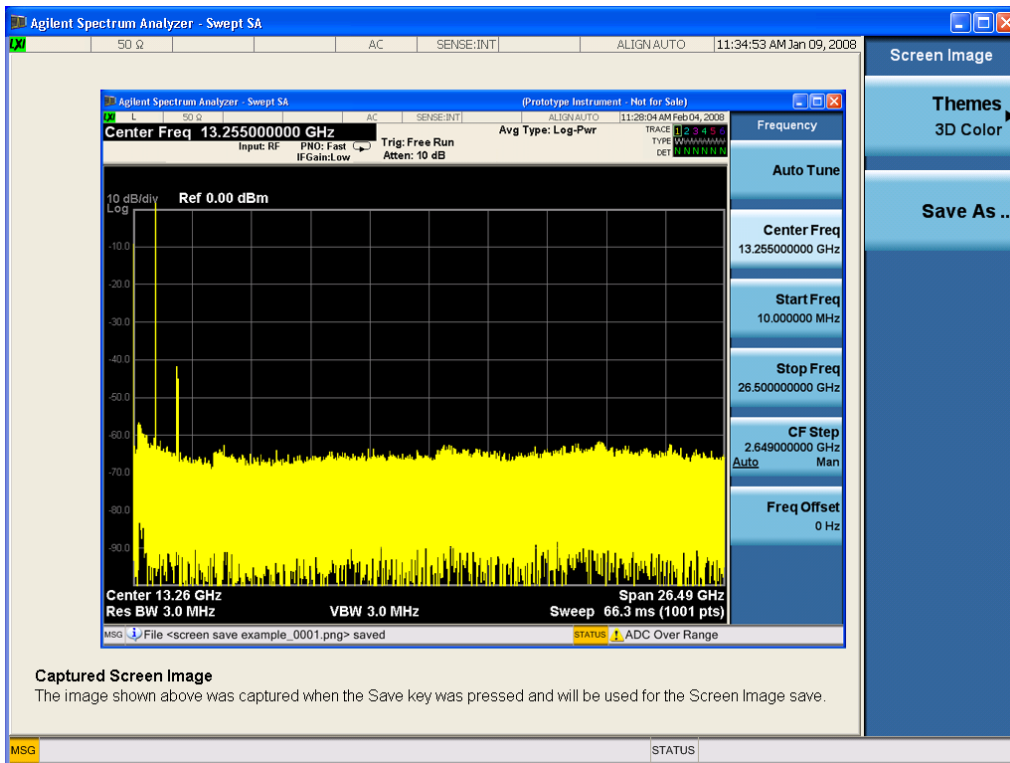 Agilent Spectrum Analyzer - Swept SA
LXI 50 Ω AC SENSE:INT ALIGN AUTO 11:34:53 AM Jan 09, 2008
Screen Image
Themes
3D Color
Save As ..
Agilent Spectrum Analyzer - Swept SA (Prototype Instrument - Not for Sale)
LXI L 50 Ω AC SENSE:INT ALIGNAUTO 11:28:04 AM Feb 04, 2008
Center Freq 13.255000000 GHz
Input: RF PNO: Fast
IFGain:Low
Trig: Free Run
Atten: 10 dB
Avg Type: Log-Pwr
TRACE 1 2 3 4 5 6
TYPE W
DET N N N N N N
Frequency
Auto Tune
Center Freq
13.255000000 GHz
Start Freq
10.000000 MHz
Stop Freq
26.500000000 GHz
CF Step
2.649000000 GHz
Auto Man
Freq Offset
0 Hz
10 dB/div Ref 0.00 dBm
Log
-10.0
-20.0
-30.0
-40.0
-50.0
-60.0
-70.0
-80.0
-90.0
Center 13.26 GHz Span 26.49 GHz
Res BW 3.0 MHz VBW 3.0 MHz Sweep 66.3 ms (1001 pts)
MSG File <screen save example_0001.png> saved STATUS ADC Over Range
Captured Screen Image
The image shown above was captured when the Save key was pressed and will be used for the Screen Image save.
MSG STATUS